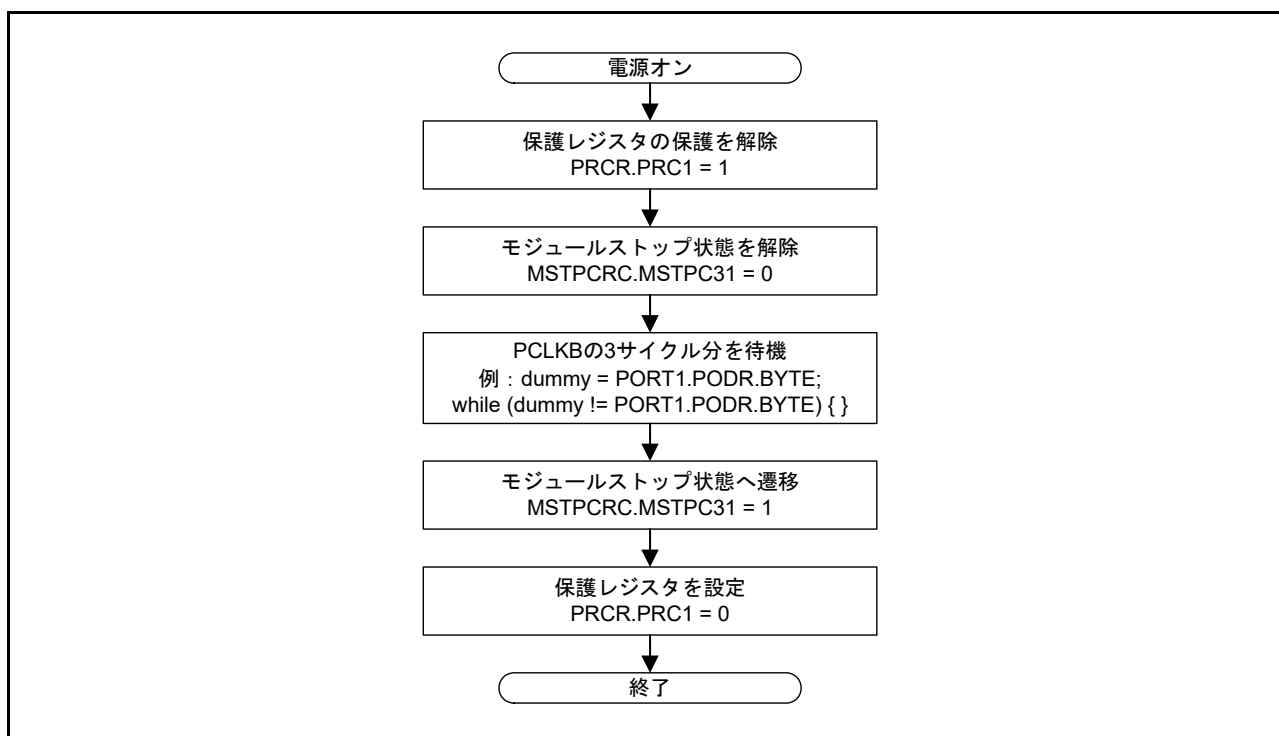 電源オン
保護レジスタの保護を解除
PRCR.PRC1 = 1
モジュールストップ状態を解除
MSTPCRC.MSTPC31 = 0
PCLKBの3サイクル分を待機
例：dummy = PORT1.PODR.BYTE;
while (dummy != PORT1.PODR.BYTE) { }
モジュールストップ状態へ遷移
MSTPCRC.MSTPC31 = 1
保護レジスタを設定
PRCR.PRC1 = 0
終了